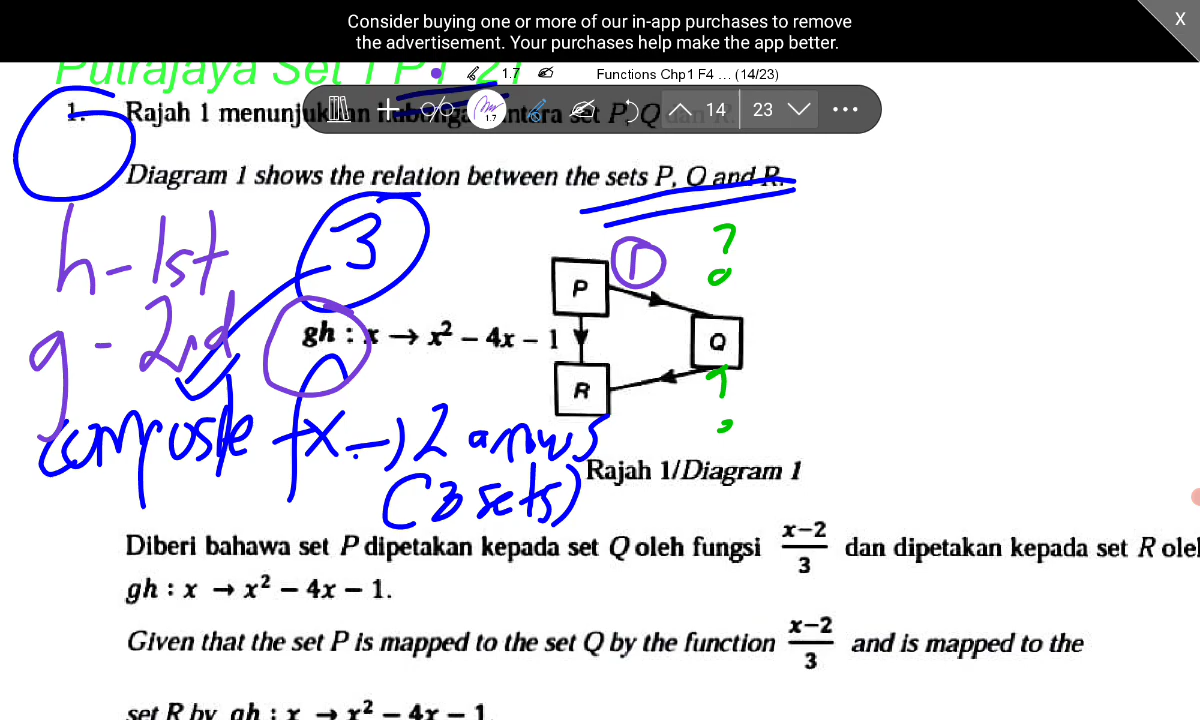 Consider buying one or more of our in-app purchases to remove
the advertisement. Your purchases help make the app better.
X
Putrajaya Set 1 P1 21
1.7 Functions Chp1 F4 ... (14/23)
1. Rajah 1 menunjukkan hubungan antara set P, Q dan R.
1.7 14 23
Diagram 1 shows the relation between the sets P, Q and R.
h - 1st
3
1
?
P
g - 2nd
gh : x → x² – 4x – 1
Q
R
?
composite fx –) 2 arrows
(3 sets)
Rajah 1/Diagram 1
Diberi bahawa set P dipetakan kepada set Q oleh fungsi x–2/3 dan dipetakan kepada set R ole
gh : x → x² – 4x – 1.
Given that the set P is mapped to the set Q by the function x–2/3 and is mapped to the
set R by gh : x → x² – 4x – 1.